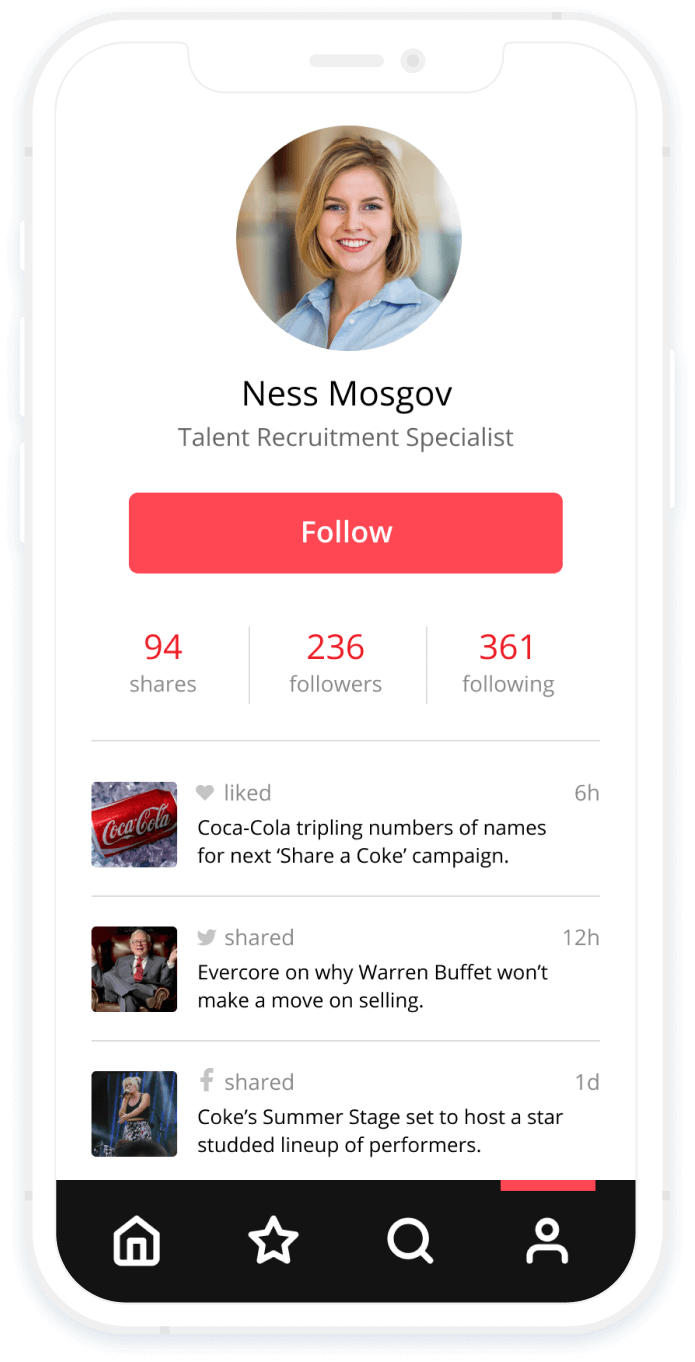 Ness Mosgov
Talent Recruitment Specialist
Follow
94
shares
236
followers
361
following
Coca-Cola
liked
6h
Coca-Cola tripling numbers of names
for next ‘Share a Coke’ campaign.
shared
12h
Evercore on why Warren Buffet won’t
make a move on selling.
shared
1d
Coke’s Summer Stage set to host a star
studded lineup of performers.